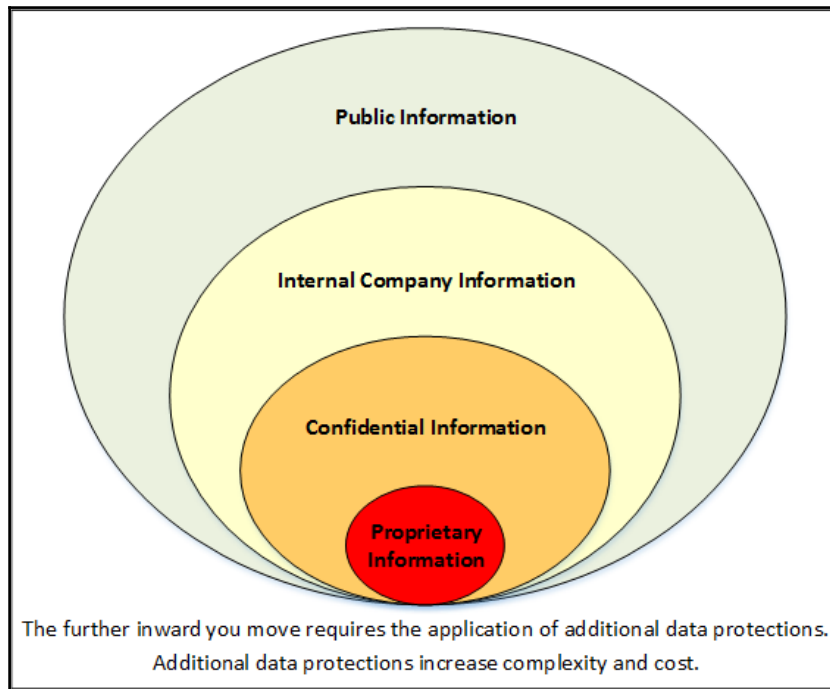 Public Information
Internal Company Information
Confidential Information
Proprietary
Information
The further inward you move requires the application of additional data protections.
Additional data protections increase complexity and cost.